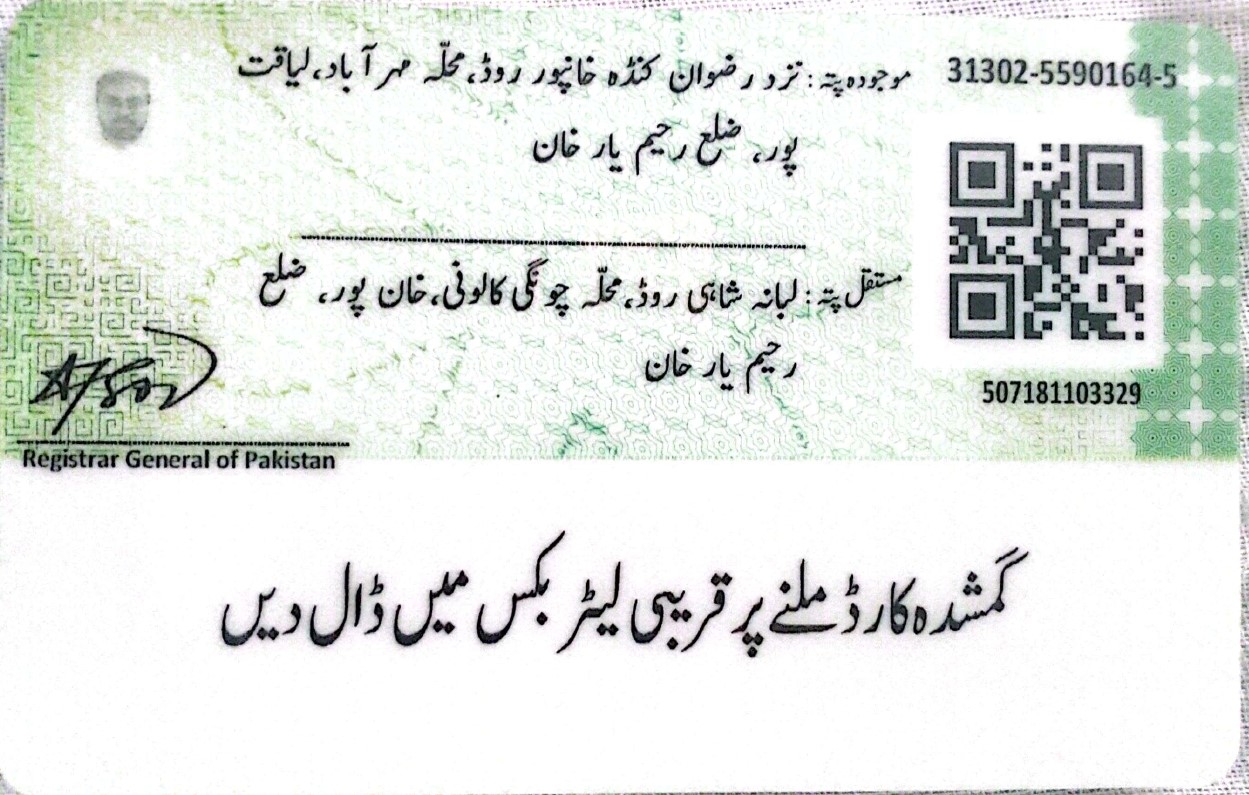 31302-5590164-5
موجودہ پتہ: نزد رضوان کنڈہ خانپور روڈ، محلّہ مہر آباد، لیاقت
پور، ضلع رحیم یار خان
مستقل پتہ: لبانہ شاہی روڈ، محلّہ چونگی کالونی، خان پور، ضلع
رحیم یار خان
507181103329
Registrar General of Pakistan
گمشدہ کارڈ ملنے پر قریبی لیٹر بکس میں ڈال دیں